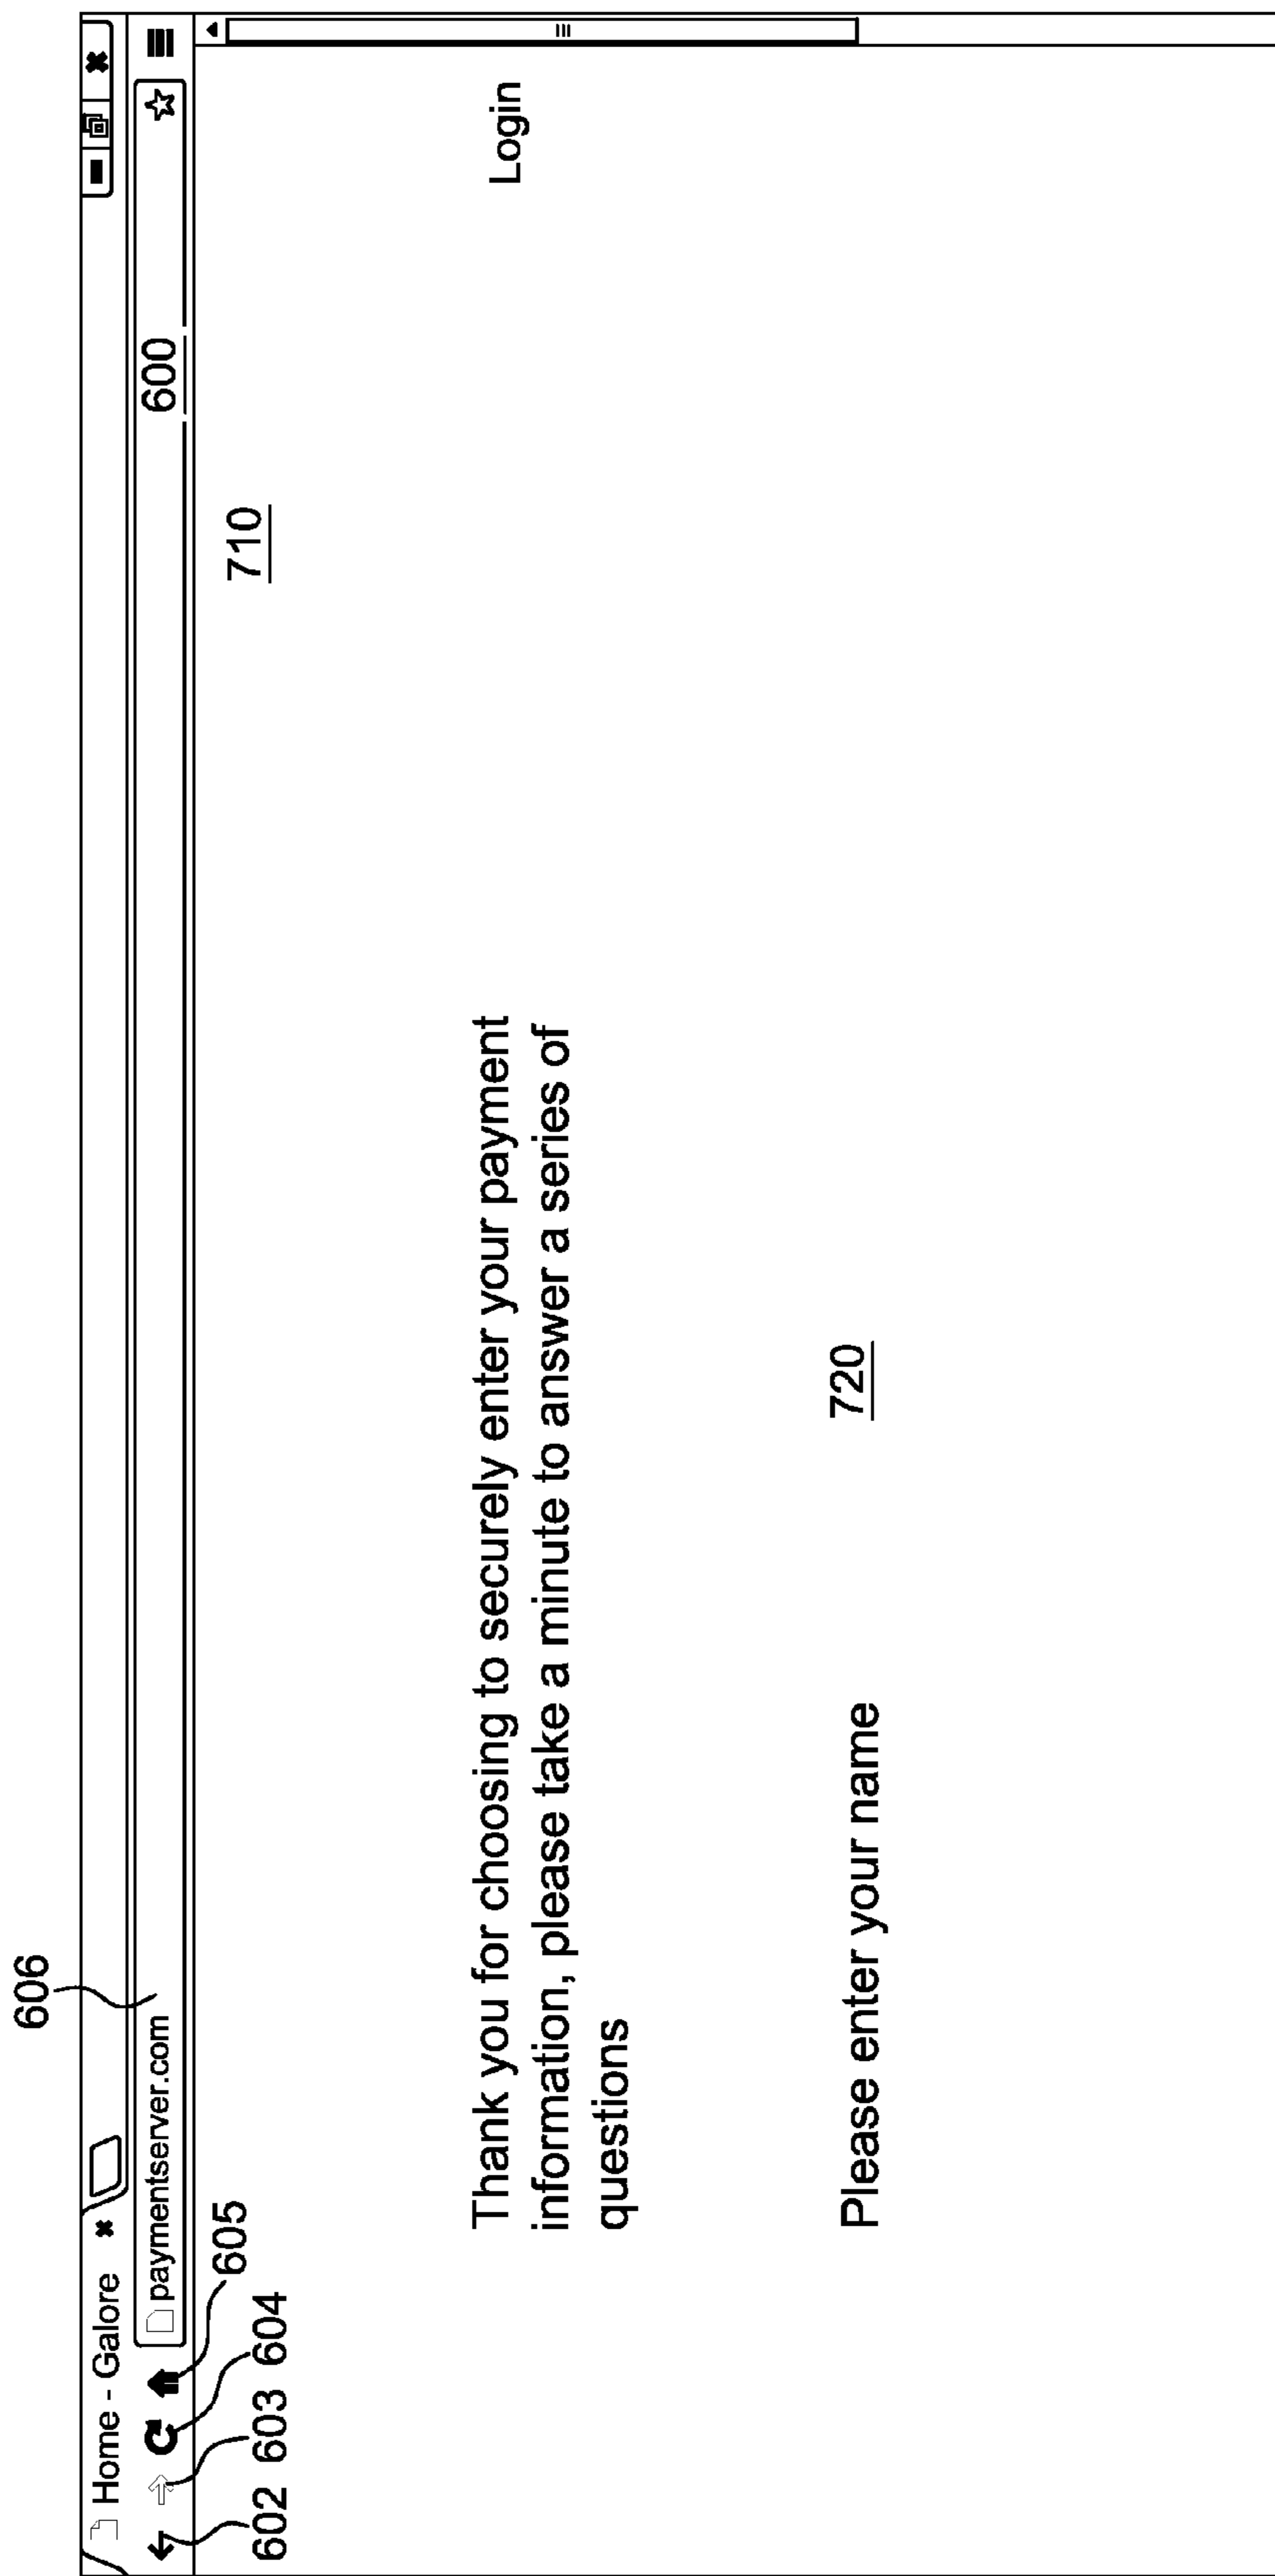 606
Home - Galore
paymentserver.com
600
602 603 604 605
710
Login
Thank you for choosing to securely enter your payment
information, please take a minute to answer a series of
questions
720
Please enter your name